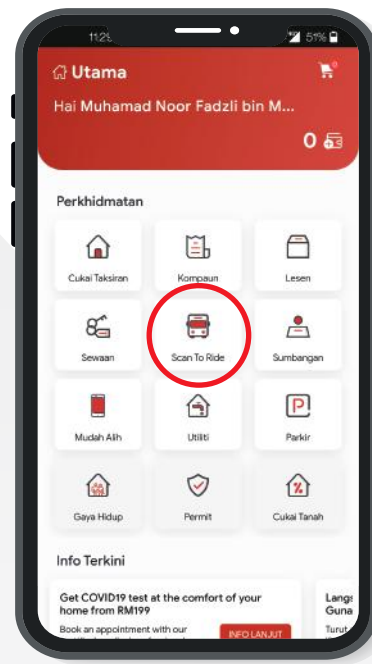 51%
Utama
Hai Muhamad Noor Fadzli bin M...
0
Perkhidmatan
Cukai Taksiran
Kompaun
Lesen
Sewaan
Scan To Ride
Sumbangan
Mudah Alih
Utiliti
P
Parkir
Gaya Hidup
Permit
%
Cukai Tanah
Info Terkini
Get COVID19 test at the comfort of your
home from RM199
Book an appointment with our
INFO LANJUT
Langs
Guna
Turut